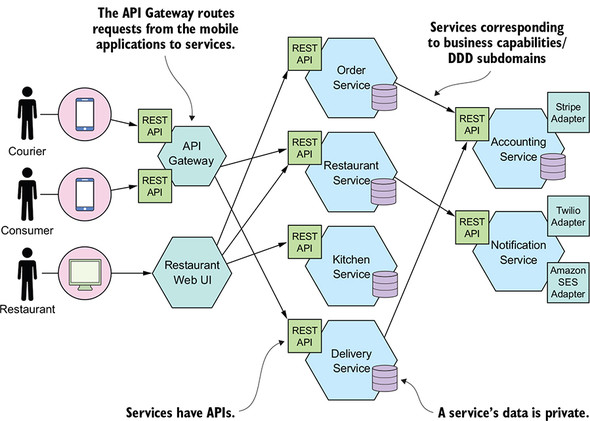 The API Gateway routes
requests from the mobile
applications to services.
Services corresponding
to business capabilities/
DDD subdomains
REST
API
Order
Service
Stripe
Adapter
Courier
REST
API
API
Gateway
REST
API
REST
API
Accounting
Service
REST
API
Restaurant
Service
Consumer
Twilio
Adapter
REST
API
Notification
Service
Restaurant
Restaurant
Web UI
REST
API
Kitchen
Service
Amazon
SES
Adapter
REST
API
Delivery
Service
Services have APIs.
A service's data is private.